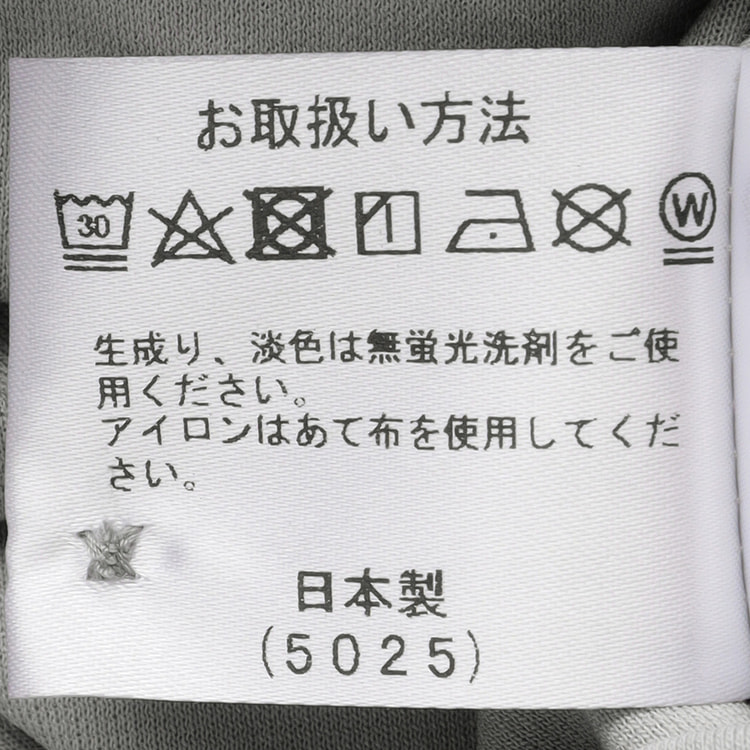 お取扱い方法
30 W
生成り、淡色は無蛍光洗剤をご使
用ください。
アイロンはあて布を使用してくだ
さい。
日本製
(5025)